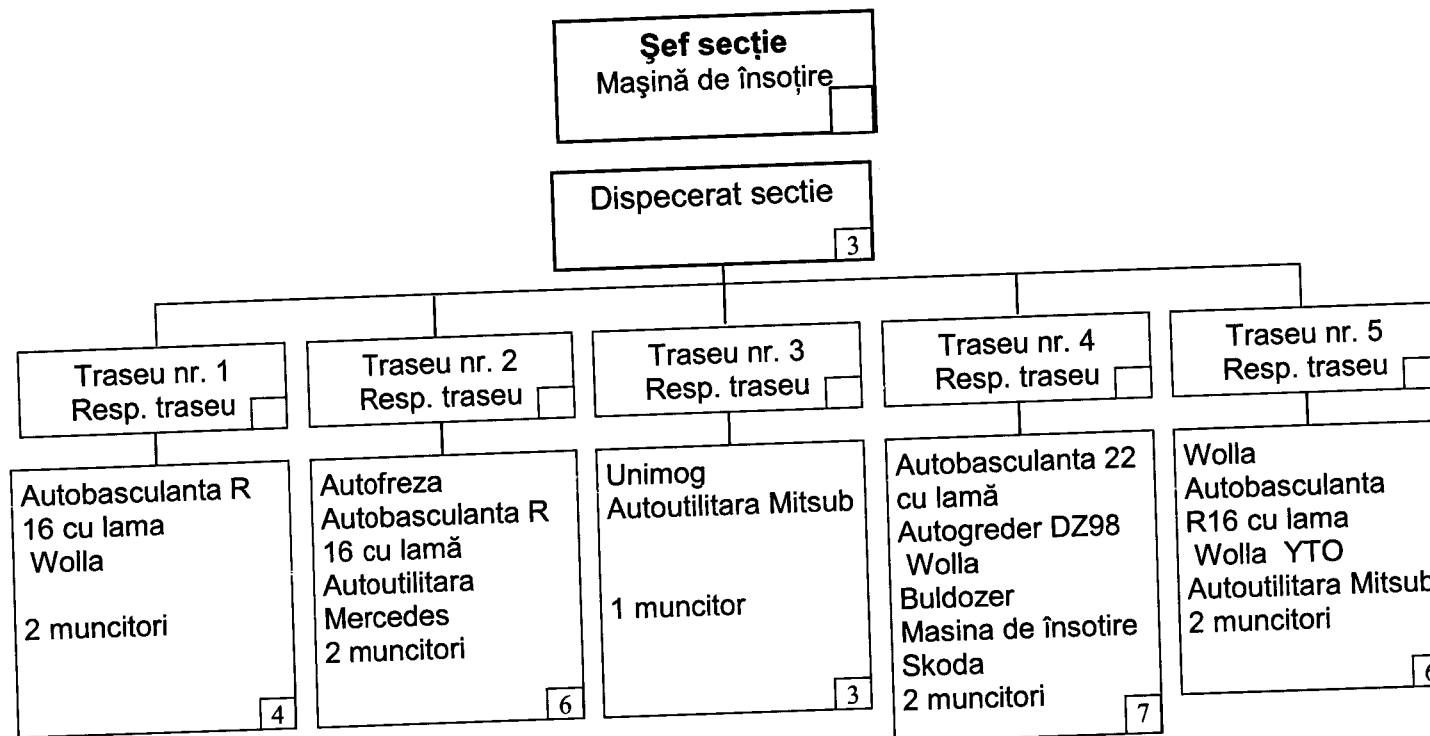 Şef secție
Maşină de însoțire
Dispecerat sectie
3
Traseu nr. 1
Resp. traseu
Traseu nr. 2
Resp. traseu
Traseu nr. 3
Resp. traseu
Traseu nr. 4
Resp. traseu
Traseu nr. 5
Resp. traseu
Autobasculanta R
16 cu lama
Wolla
2 muncitori
4
Autofreza
Autobasculanta R
16 cu lamă
Autoutilitara
Mercedes
2 muncitori
6
Unimog
Autoutilitara Mitsub
1 muncitor
3
Autobasculanta 22
cu lamă
Autogreder DZ98
Wolla
Buldozer
Masina de însotire
Skoda
2 muncitori
7
Wolla
Autobasculanta
R16 cu lama
Wolla YTO
Autoutilitara Mitsub
2 muncitori
6